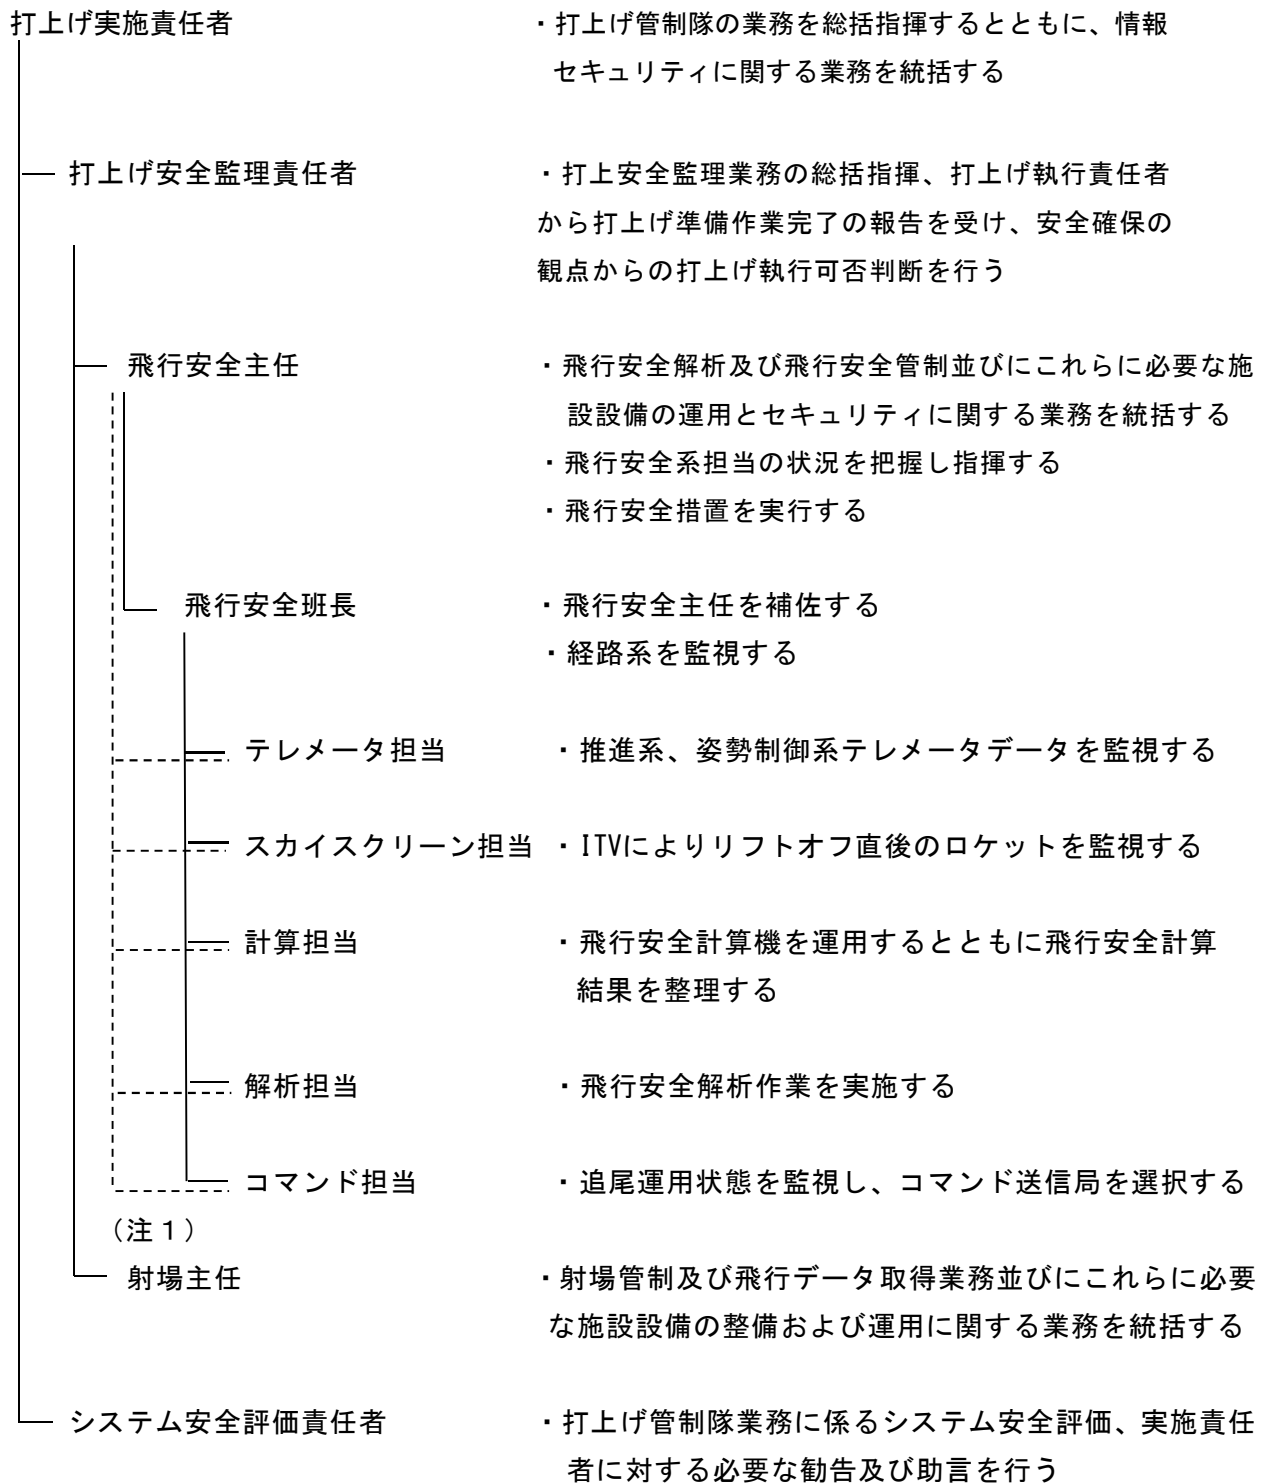 打上げ実施責任者 ・打上げ管制隊の業務を総括指揮するとともに、情報
セキュリティに関する業務を統括する
打上げ安全監理責任者 ・打上安全監理業務の総括指揮、打上げ執行責任者
から打上げ準備作業完了の報告を受け、安全確保の
観点からの打上げ執行可否判断を行う
飛行安全主任 ・飛行安全解析及び飛行安全管制並びにこれらに必要な施
設設備の運用とセキュリティに関する業務を統括する
・飛行安全系担当の状況を把握し指揮する
・飛行安全措置を実行する
飛行安全班長 ・飛行安全主任を補佐する
・経路系を監視する
テレメータ担当 ・推進系、姿勢制御系テレメータデータを監視する
スカイスクリーン担当 ・ITVによりリフトオフ直後のロケットを監視する
計算担当 ・飛行安全計算機を運用するとともに飛行安全計算
結果を整理する
解析担当 ・飛行安全解析作業を実施する
コマンド担当 ・追尾運用状態を監視し、コマンド送信局を選択する
（注１）
射場主任 ・射場管制及び飛行データ取得業務並びにこれらに必要
な施設設備の整備および運用に関する業務を統括する
システム安全評価責任者 ・打上げ管制隊業務に係るシステム安全評価、実施責任
者に対する必要な勧告及び助言を行う